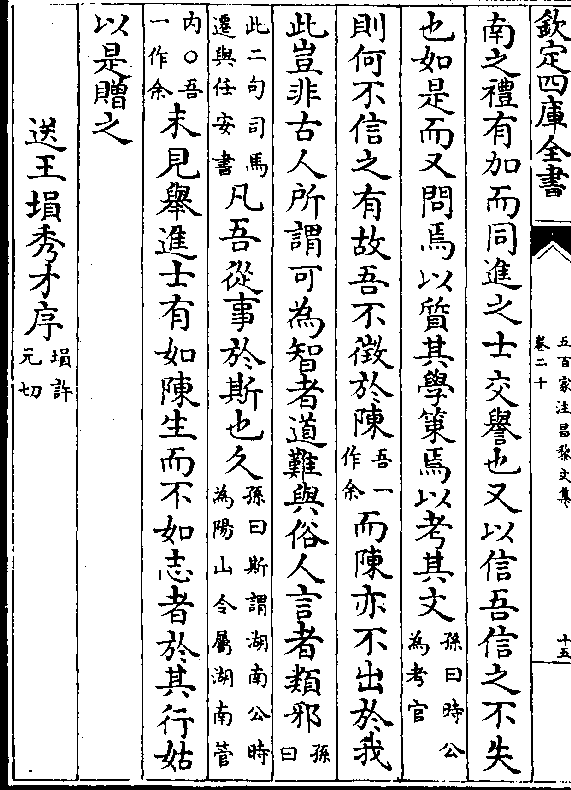 欽定四庫全書
五百家注昌黎文集
卷二十
十五
南之禮有加而同進之士交譽也又以信吾信之不失
也如是而又問焉以質其學策焉以考其文孫曰時公為考官
則何不信之有故吾不徵於陳吾一作余而陳亦不出於我
此豈非古人所謂可為智者道難與俗人言者類邪孫曰
此二句司馬遷與任安書凡吾從事於斯也久孫曰斯謂湖南公時為陽山令屬湖南管
内○吾一作余未見舉進士有如陳生而不如志者於其行姑
以是贈之
送王塤秀才序塤許元切